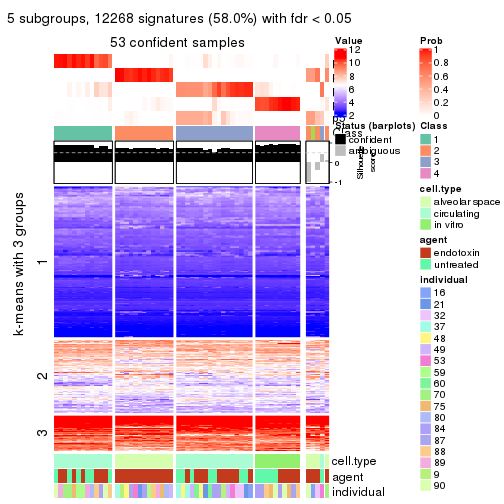 5 subgroups, 12268 signatures (58.0%) with fdr < 0.05
53 confident samples
k-means with 3 groups
1
2
3
Class
Silhouette
score
0
-1
cell.type
agent
individual
Value
12
10
8
6
4
2
Status (barplots)
confident
ambiguous
Prob
1
0.8
0.6
0.4
0.2
0
Class
1
2
3
4
cell.type
alveolar space
circulating
in vitro
agent
endotoxin
untreated
individual
16
21
32
37
48
49
53
59
60
70
75
80
84
87
88
89
9
90